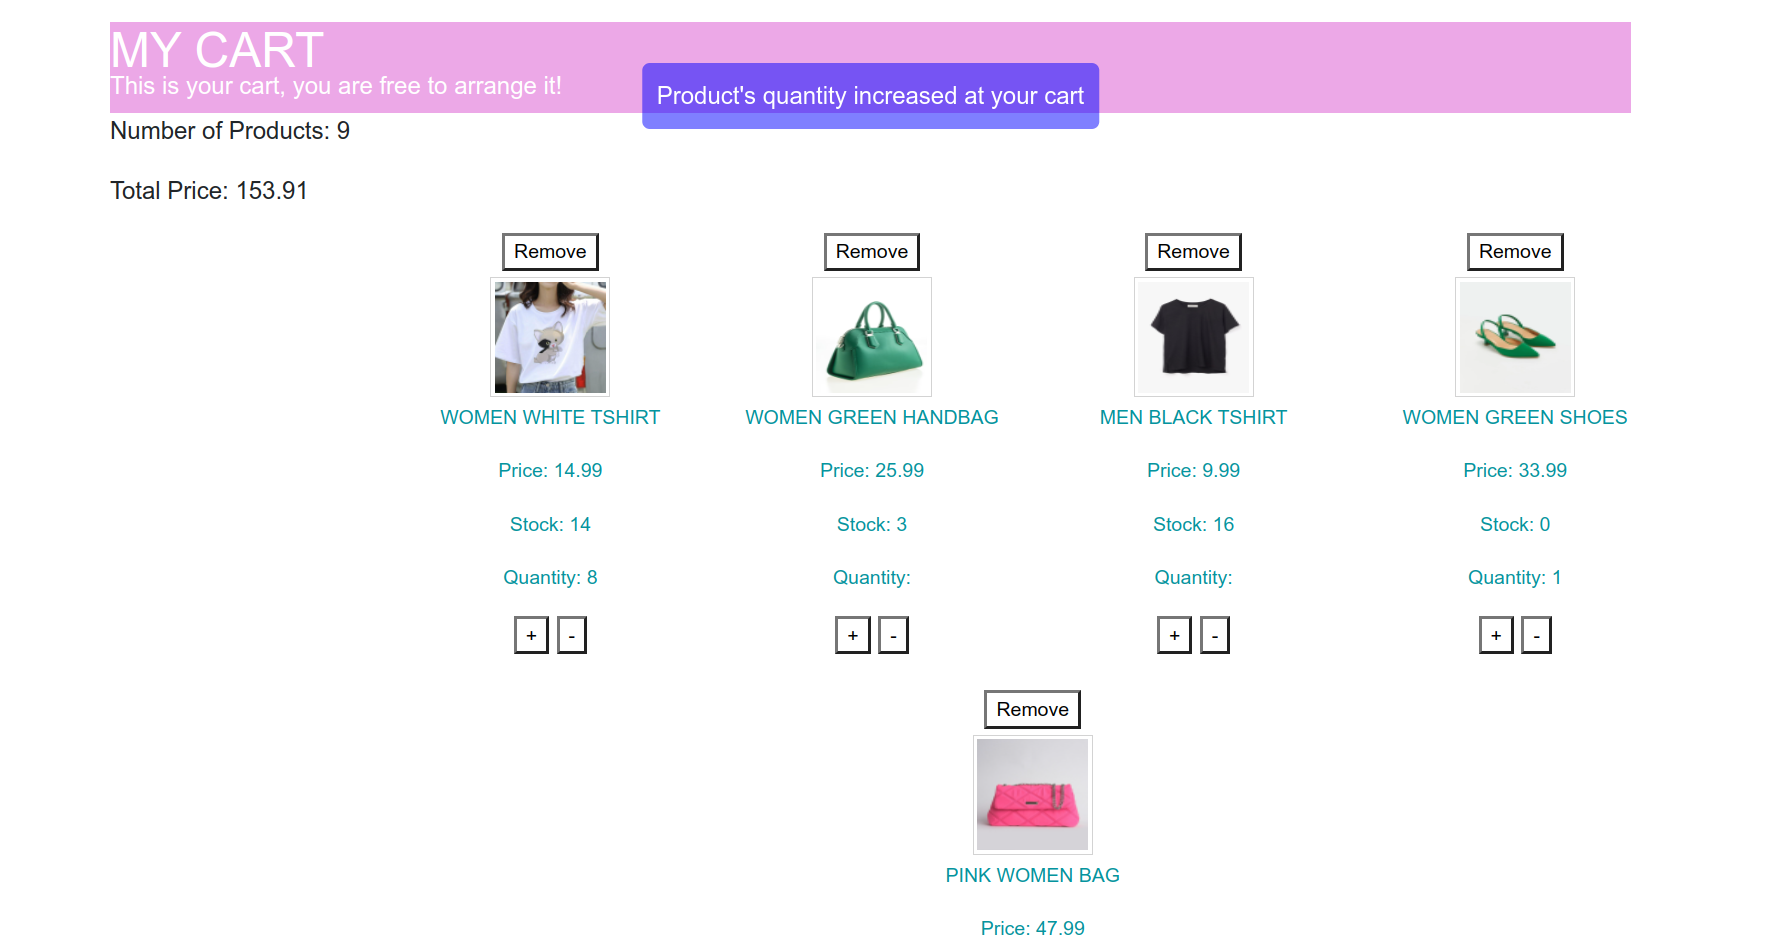 MY CART
This is your cart, you are free to arrange it!
Product's quantity increased at your cart
Number of Products: 9
Total Price: 153.91
Remove Remove Remove Remove
WOMEN WHITE TSHIRT WOMEN GREEN HANDBAG MEN BLACK TSHIRT WOMEN GREEN SHOES
Price: 14.99 Price: 25.99 Price: 9.99 Price: 33.99
Stock: 14 Stock: 3 Stock: 16 Stock: 0
Quantity: 8 Quantity: Quantity: Quantity: 1
+ - + - + - + -
Remove
PINK WOMEN BAG
Price: 47.99